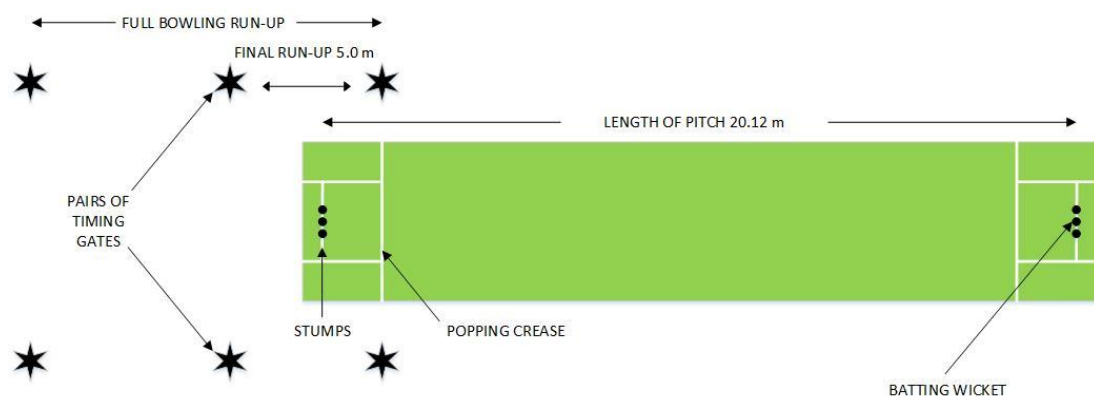 FULL BOWLING RUN-UP
FINAL RUN-UP 5.0 m
LENGTH OF PITCH 20.12 m
PAIRS OF
TIMING
GATES
STUMPS
POPPING CREASE
BATTING WICKET